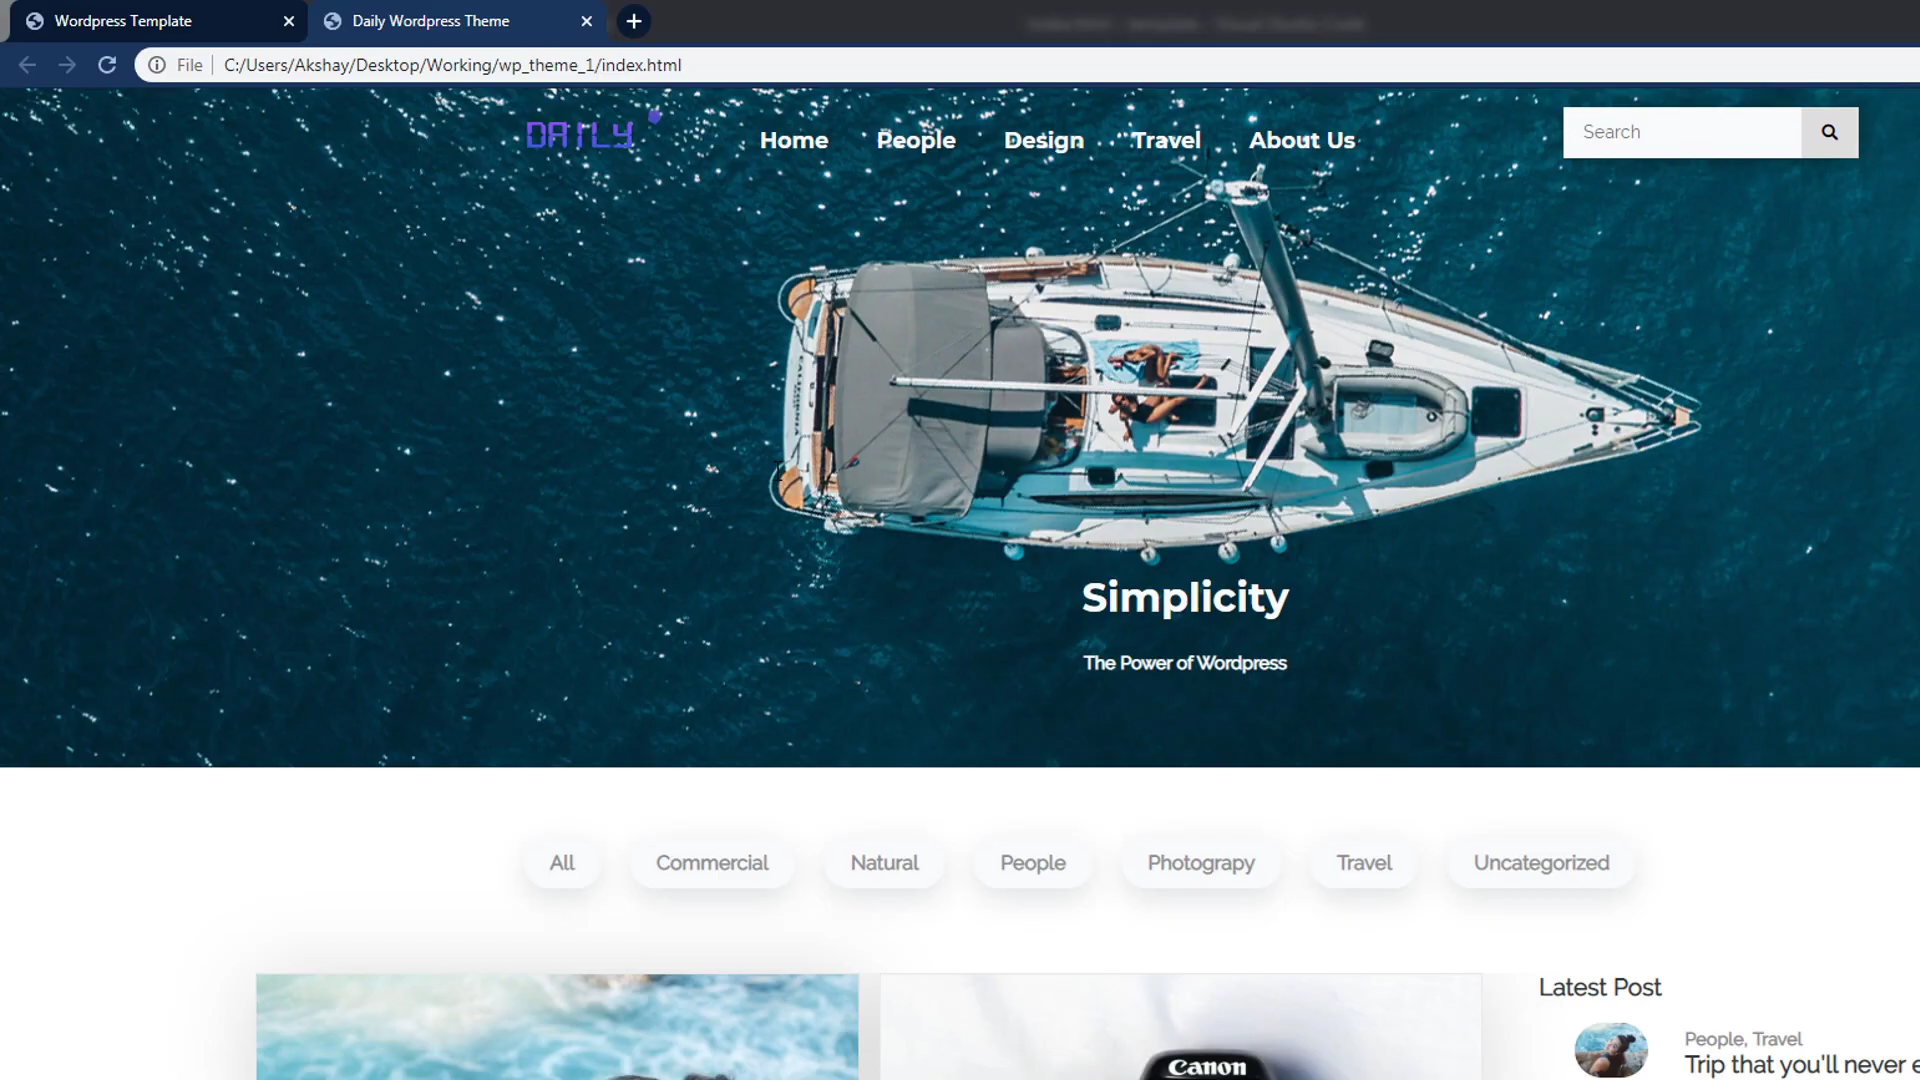 Wordpress Template
Daily Wordpress Theme
File
C:/Users/Akshay/Desktop/Working/wp_theme_1/index.html
DAILY
Home
People
Design
Travel
About Us
Search
Simplicity
The Power of Wordpress
All
Commercial
Natural
People
Photograpy
Travel
Uncategorized
Latest Post
People, Travel
Trip that you'll never e
Canon